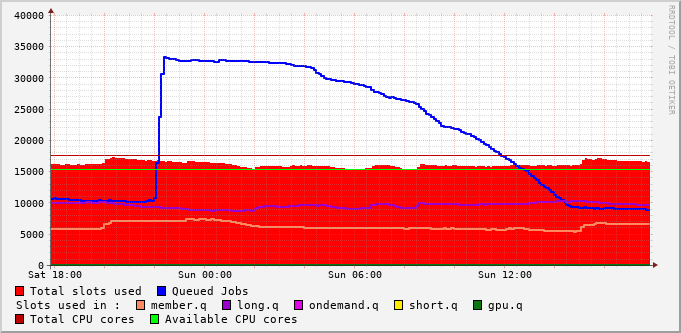 40000
35000
30000
25000
20000
15000
10000
5000
0
Sat 18:00 Sun 00:00 Sun 06:00 Sun 12:00
Total slots used Queued Jobs
Slots used in : member.q long.q ondemand.q short.q gpu.q
Total CPU cores Available CPU cores
RRDTOOL / TOBI OETIKER